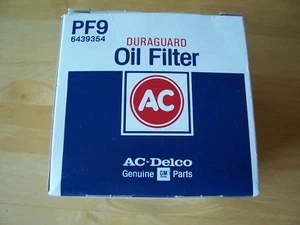 PF9
6439354
DURAGUARD
Oil Filter
AC
AC-Delco
Genuine GM Parts